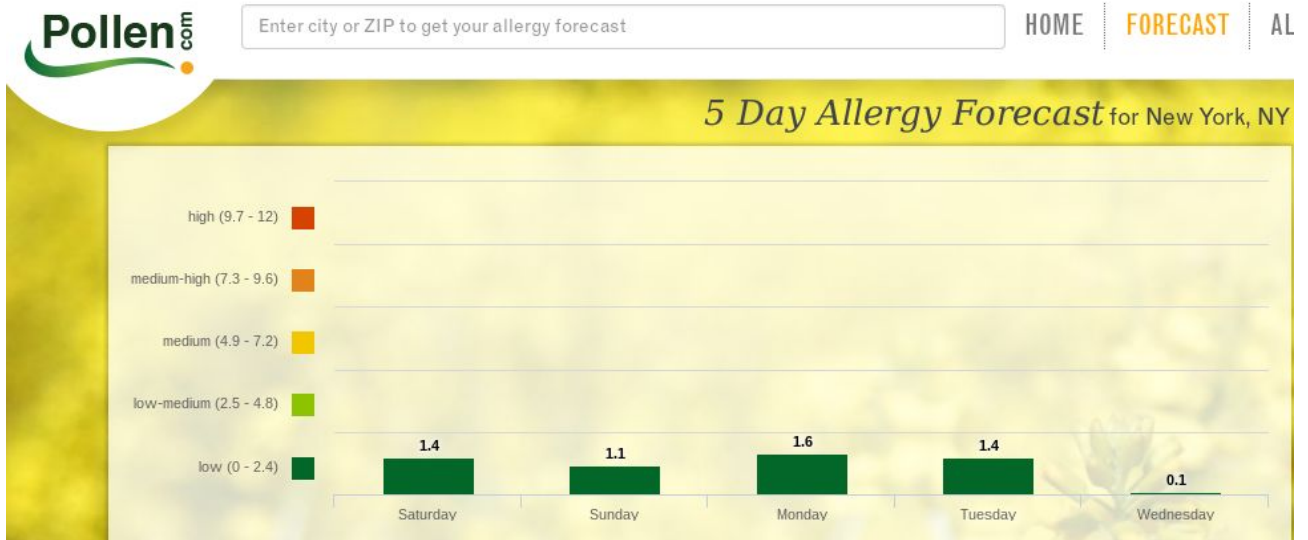 Pollen.com
Enter city or ZIP to get your allergy forecast
HOME
FORECAST
AL
5 Day Allergy Forecast for New York, NY
high (9.7 - 12)
medium-high (7.3 - 9.6)
medium (4.9 - 7.2)
low-medium (2.5 - 4.8)
low (0 - 2.4)
1.4
1.1
1.6
1.4
0.1
Saturday
Sunday
Monday
Tuesday
Wednesday